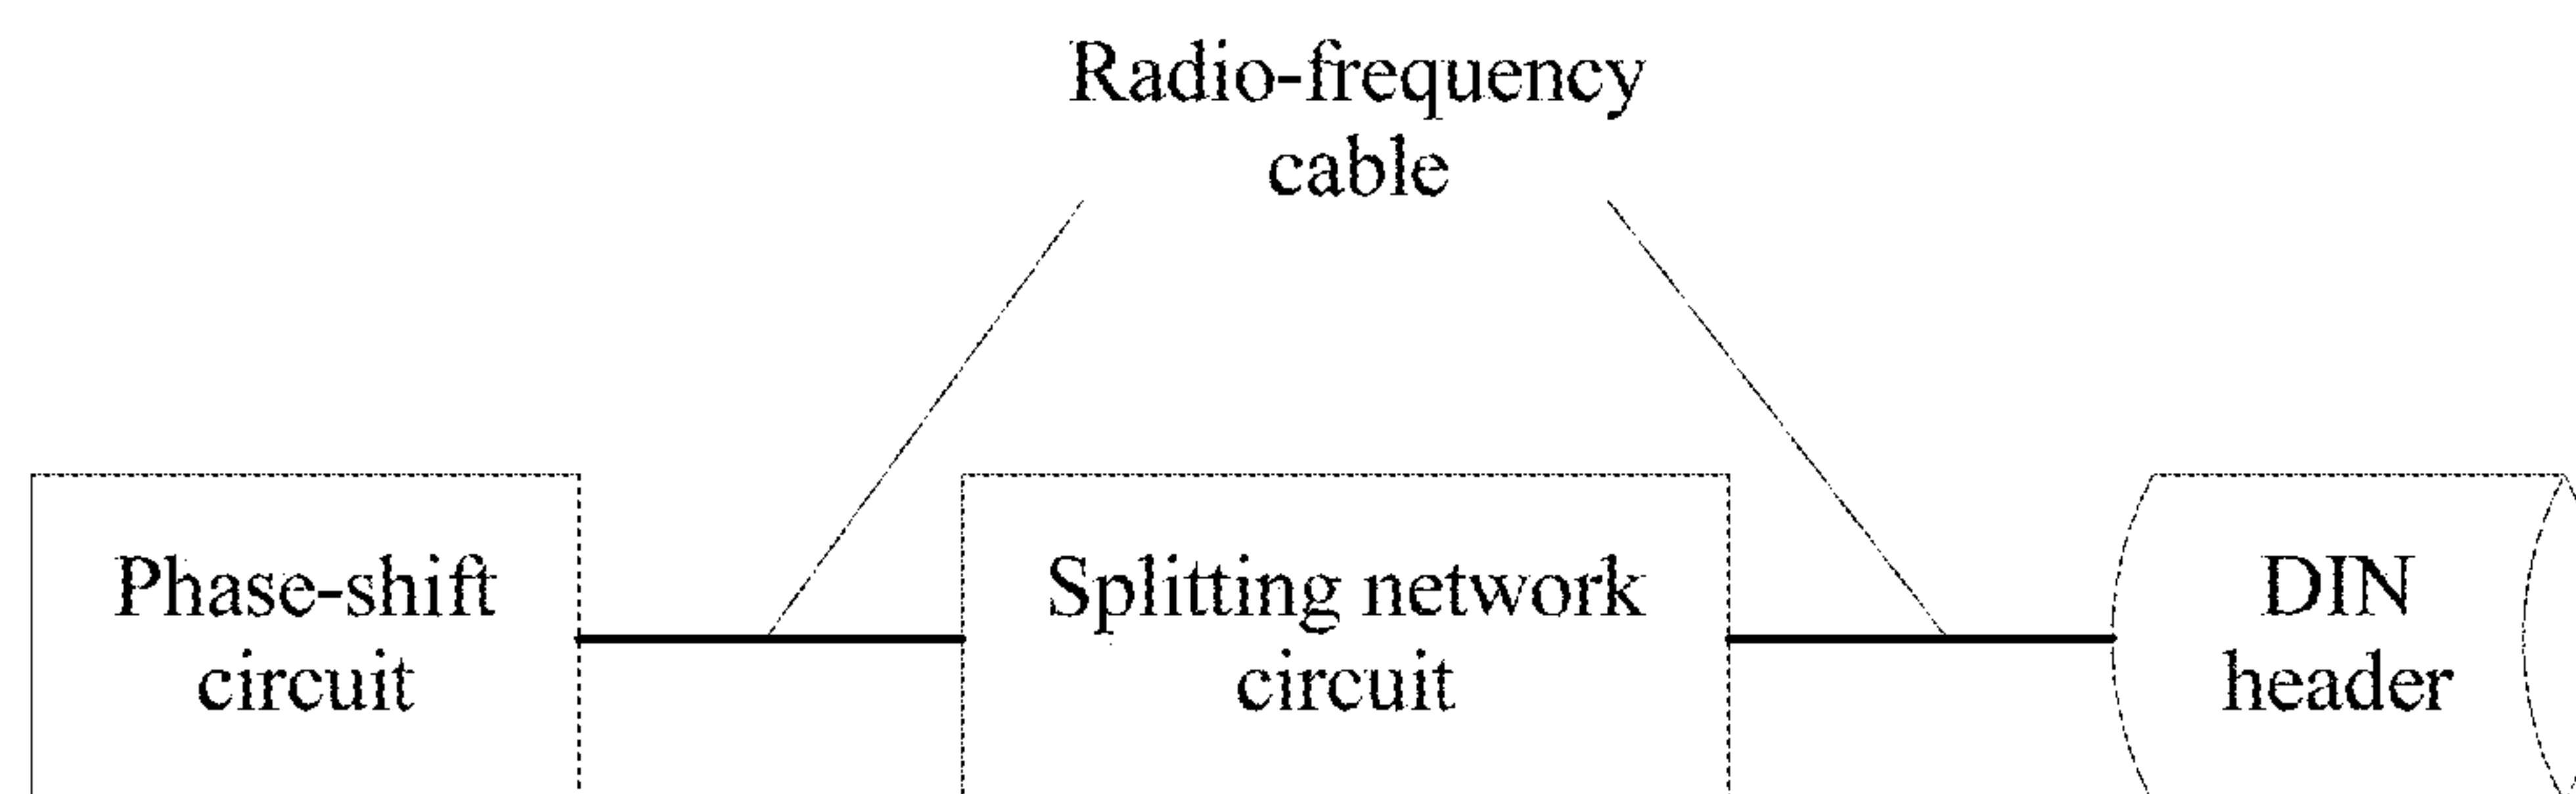 Radio-frequency
cable
Phase-shift
circuit
Splitting network
circuit
DIN
header